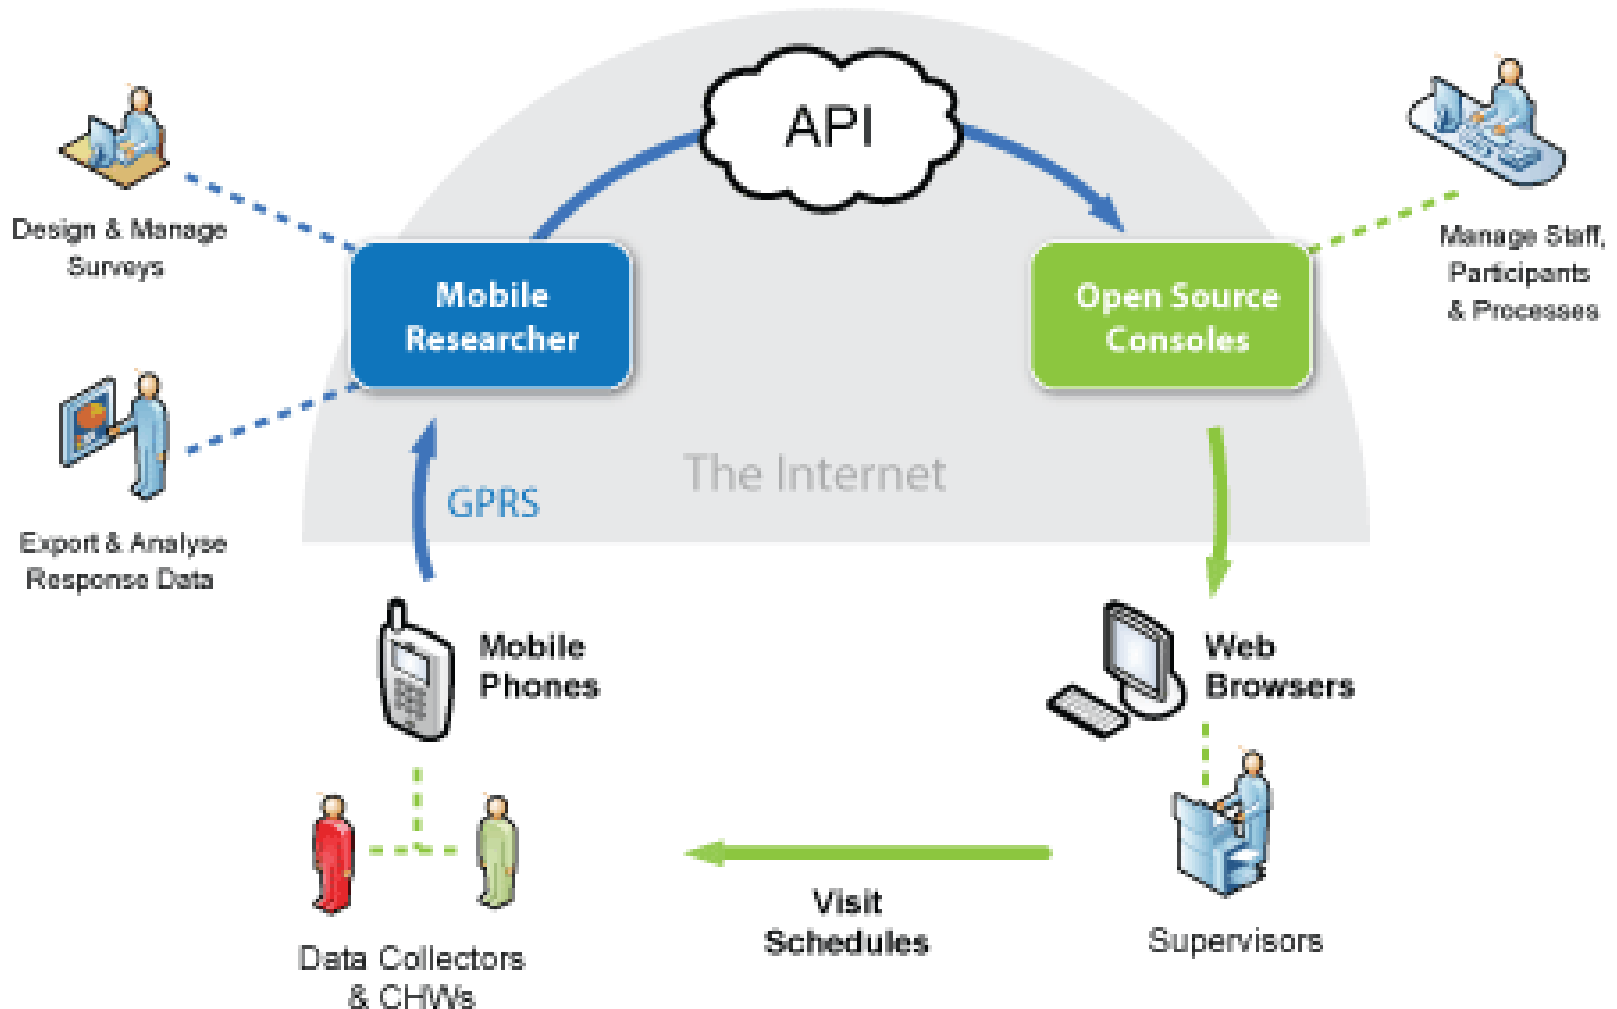 API
Design & Manage
Surveys
Manage Staff,
Participants
& Processes
Mobile
Researcher
Open Source
Consoles
The Internet
GPRS
Export & Analyse
Response Data
Mobile
Phones
Web
Browsers
Visit
Schedules
Supervisors
Data Collectors
& CHWs